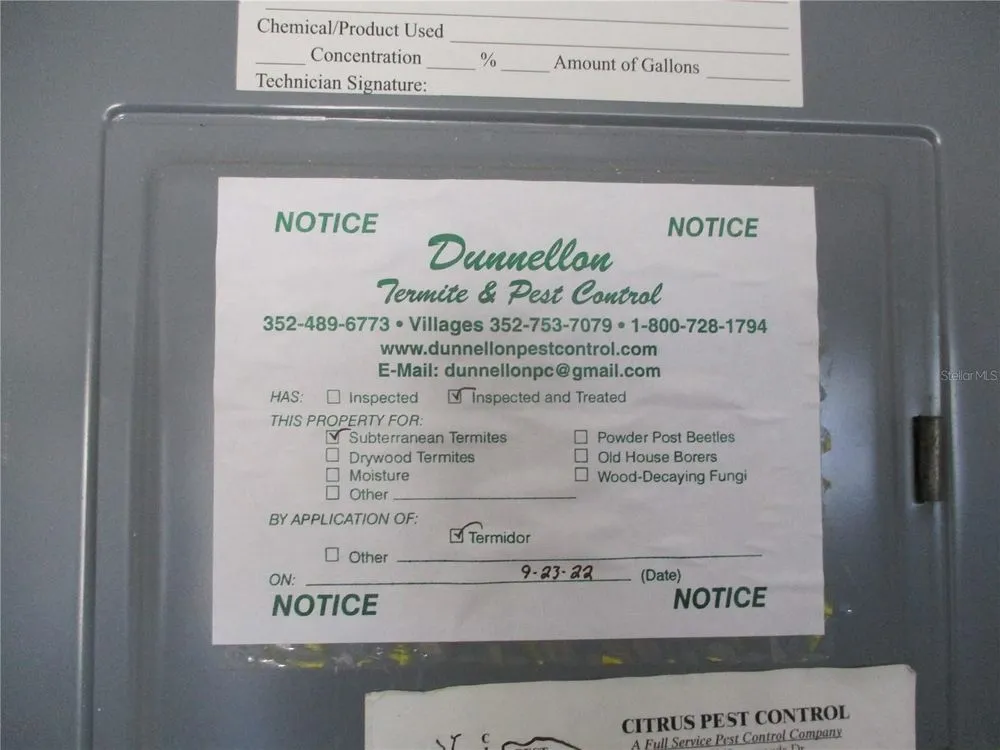 Chemical/Product Used
Concentration % Amount of Gallons
Technician Signature:
NOTICE NOTICE
Dunnellon
Termite & Pest Control
352-489-6773 • Villages 352-753-7079 • 1-800-728-1794
www.dunnellonpestcontrol.com
E-Mail: dunnellonpc@gmail.com
HAS: Inspected Inspected and Treated
THIS PROPERTY FOR:
Subterranean Termites Powder Post Beetles
Drywood Termites Old House Borers
Moisture Wood-Decaying Fungi
Other
BY APPLICATION OF:
Termidor
Other
ON: 9-23-22 (Date)
NOTICE NOTICE
StellarMLS
CITRUS PEST CONTROL
A Full Service Pest Control Company